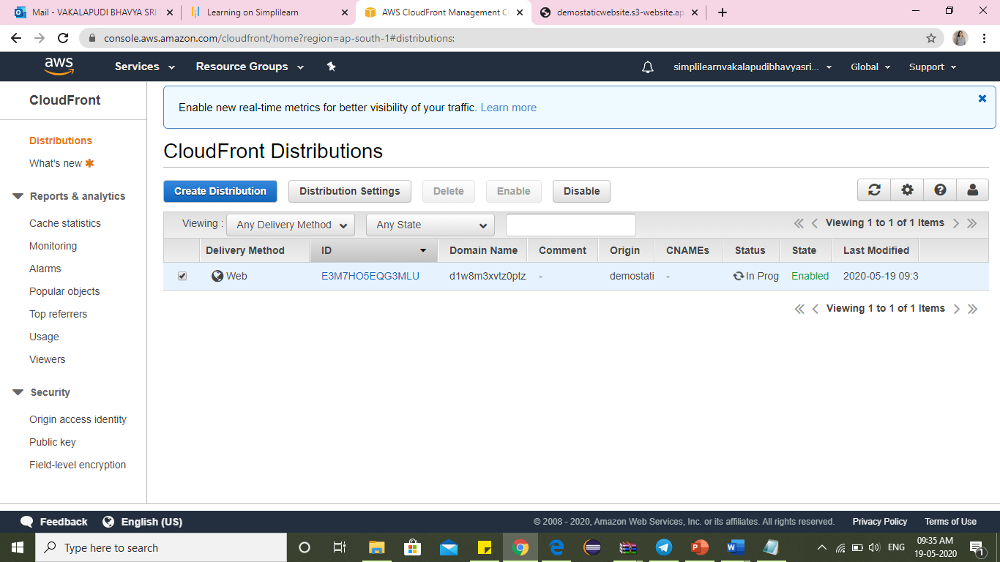 Mail - VAKALAPUDI BHAVYA SRI
Learning on Simplilearn
AWS CloudFront Management C
demostaticwebsite.s3-website.ap
console.aws.amazon.com/cloudfront/home?region=ap-south-1#distributions:
aws
Services
Resource Groups
simplilearnvakalapudibhavyasri...
Global
Support
CloudFront
Distributions
What's new
Reports & analytics
Cache statistics
Monitoring
Alarms
Popular objects
Top referrers
Usage
Viewers
Security
Origin access identity
Public key
Field-level encryption
Enable new real-time metrics for better visibility of your traffic. Learn more
CloudFront Distributions
Create Distribution Distribution Settings Delete Enable Disable
Viewing : Any Delivery Method Any State Viewing 1 to 1 of 1 Items
Delivery Method ID Domain Name Comment Origin CNAMEs Status State Last Modified
Web E3M7HO5EQG3MLU d1w8m3xvtz0ptz - demostati - In Prog Enabled 2020-05-19 09:3
Viewing 1 to 1 of 1 Items
Feedback English (US) © 2008 - 2020, Amazon Web Services, Inc. or its affiliates. All rights reserved. Privacy Policy Terms of Use
Type here to search
ENG
09:35 AM
19-05-2020
1